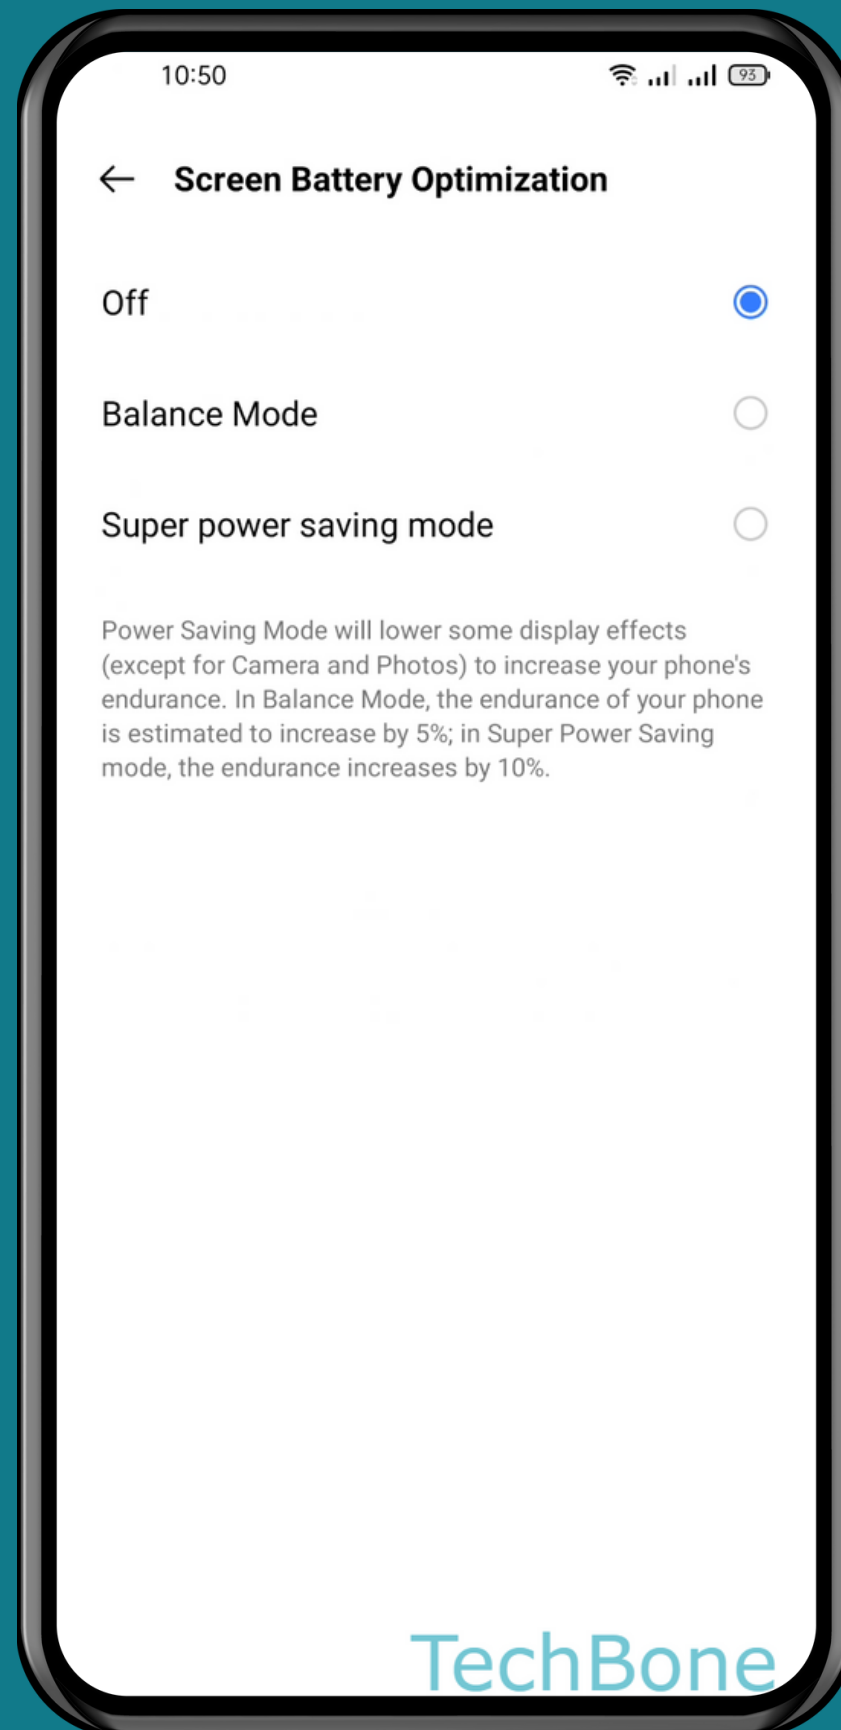 10:50
93
Screen Battery Optimization
Off
Balance Mode
Super power saving mode
Power Saving Mode will lower some display effects
(except for Camera and Photos) to increase your phone's
endurance. In Balance Mode, the endurance of your phone
is estimated to increase by 5%; in Super Power Saving
mode, the endurance increases by 10%.
TechBone